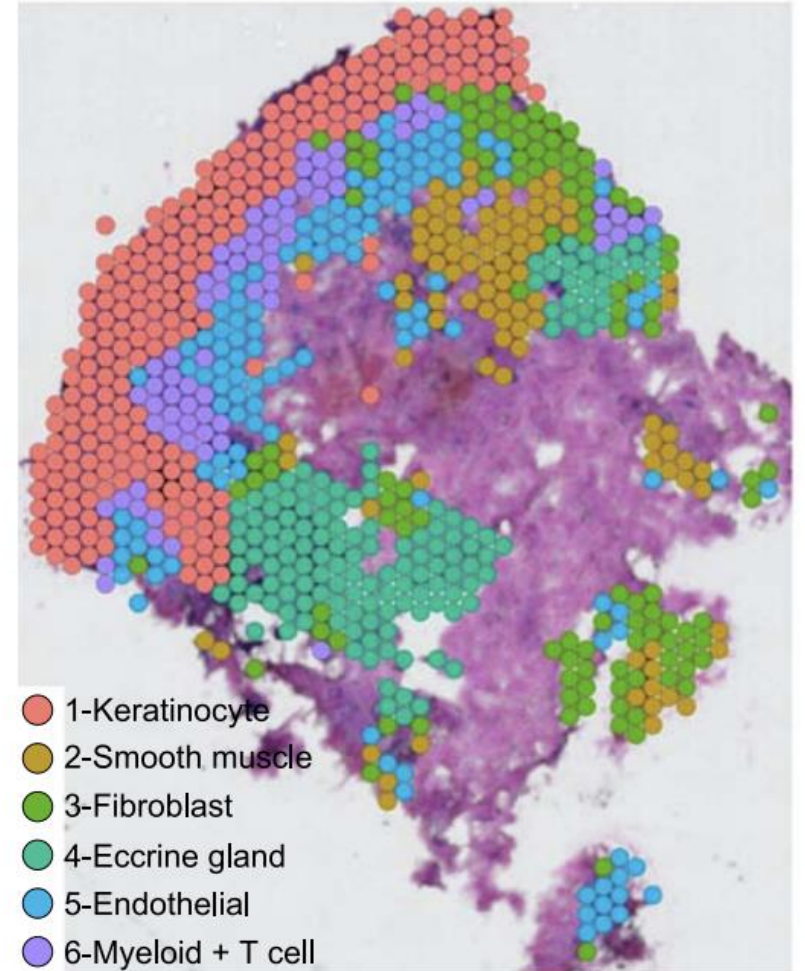 1-Keratinocyte
2-Smooth muscle
3-Fibroblast
4-Eccrine gland
5-Endothelial
6-Myeloid + T cell